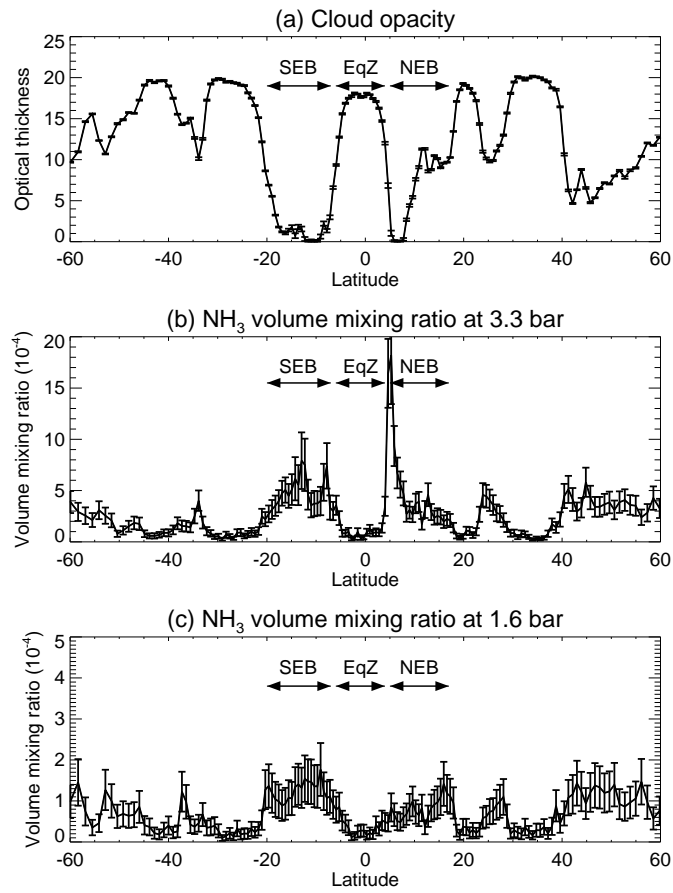 (a) Cloud opacity
Optical thickness
25
20
15
10
5
0
SEB EqZ NEB
-60 -40 -20 0 20 40 60
Latitude
(b) NH₃ volume mixing ratio at 3.3 bar
Volume mixing ratio (10⁻⁴)
20
15
10
5
0
SEB EqZ NEB
-60 -40 -20 0 20 40 60
Latitude
(c) NH₃ volume mixing ratio at 1.6 bar
Volume mixing ratio (10⁻⁴)
5
4
3
2
1
0
SEB EqZ NEB
-60 -40 -20 0 20 40 60
Latitude